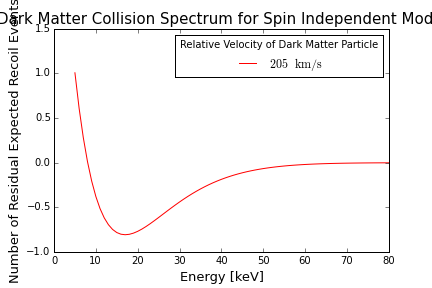 Dark Matter Collision Spectrum for Spin Independent Mod
Number of Residual Expected Recoil Events
1.5
1.0
0.5
0.0
−0.5
−1.0
Relative Velocity of Dark Matter Particle
205 km/s
0 10 20 30 40 50 60 70 80
Energy [keV]